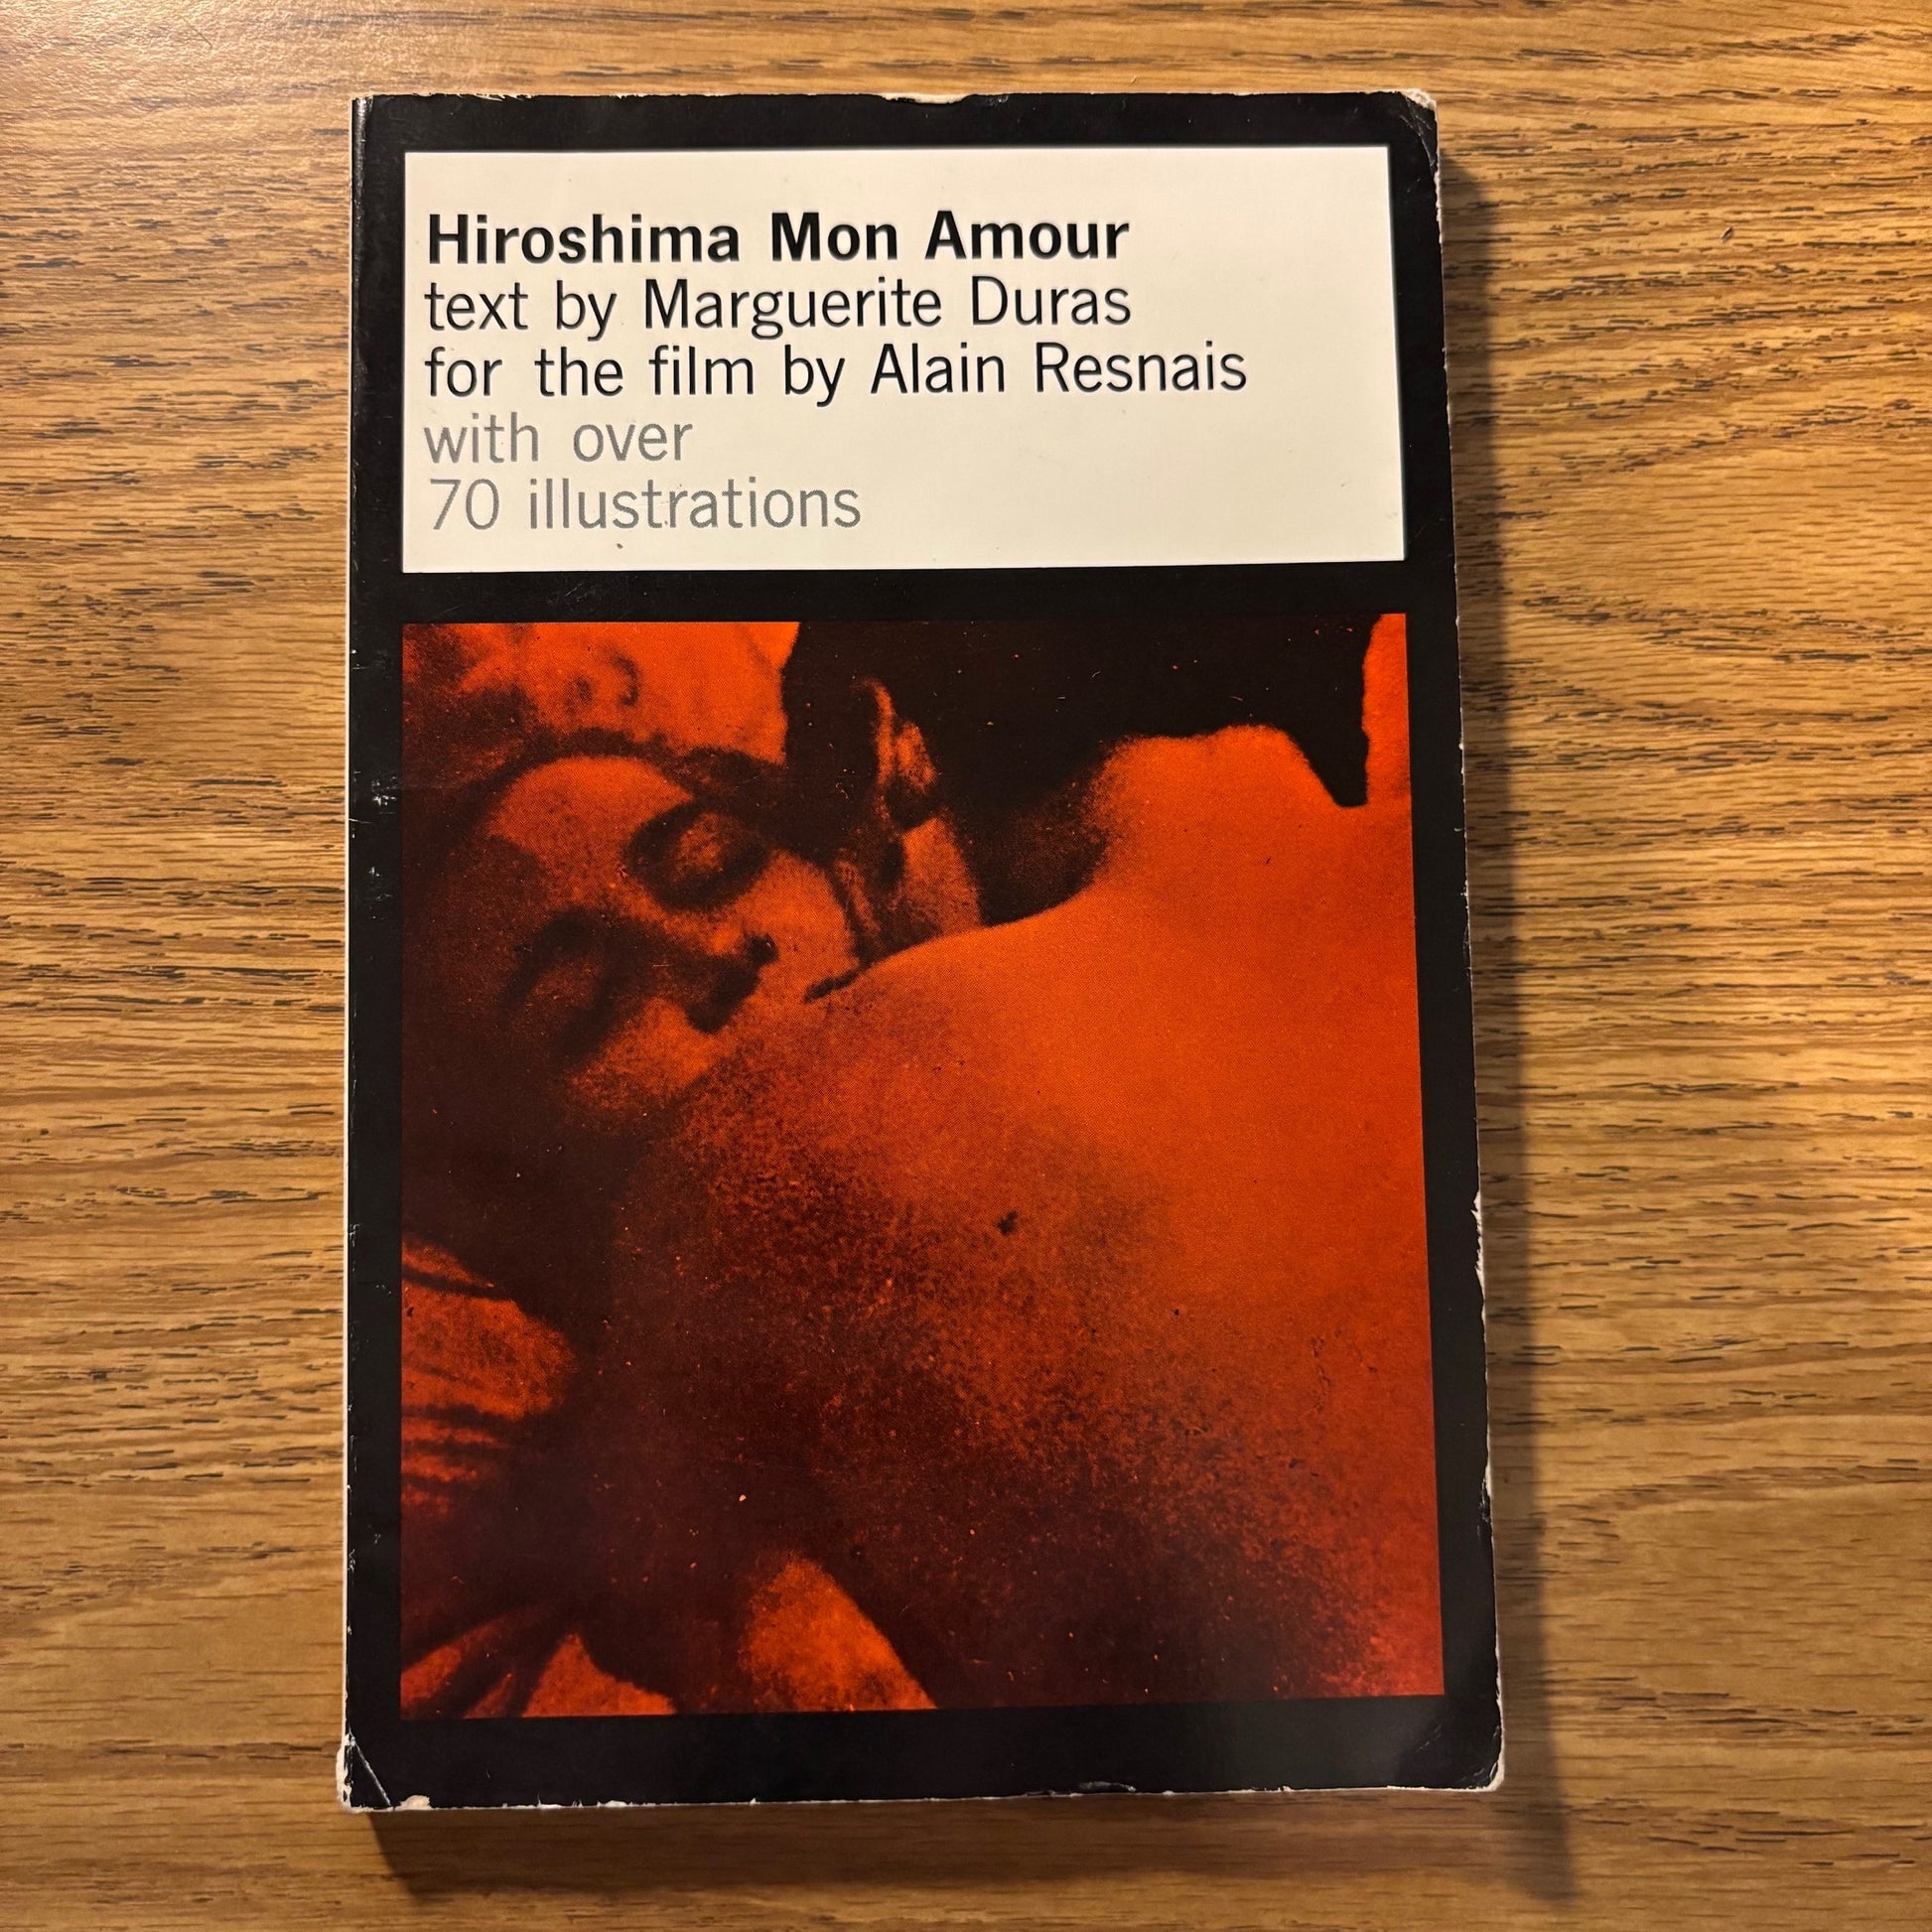 Hiroshima Mon Amour
text by Marguerite Duras
for the film by Alain Resnais
with over
70 illustrations